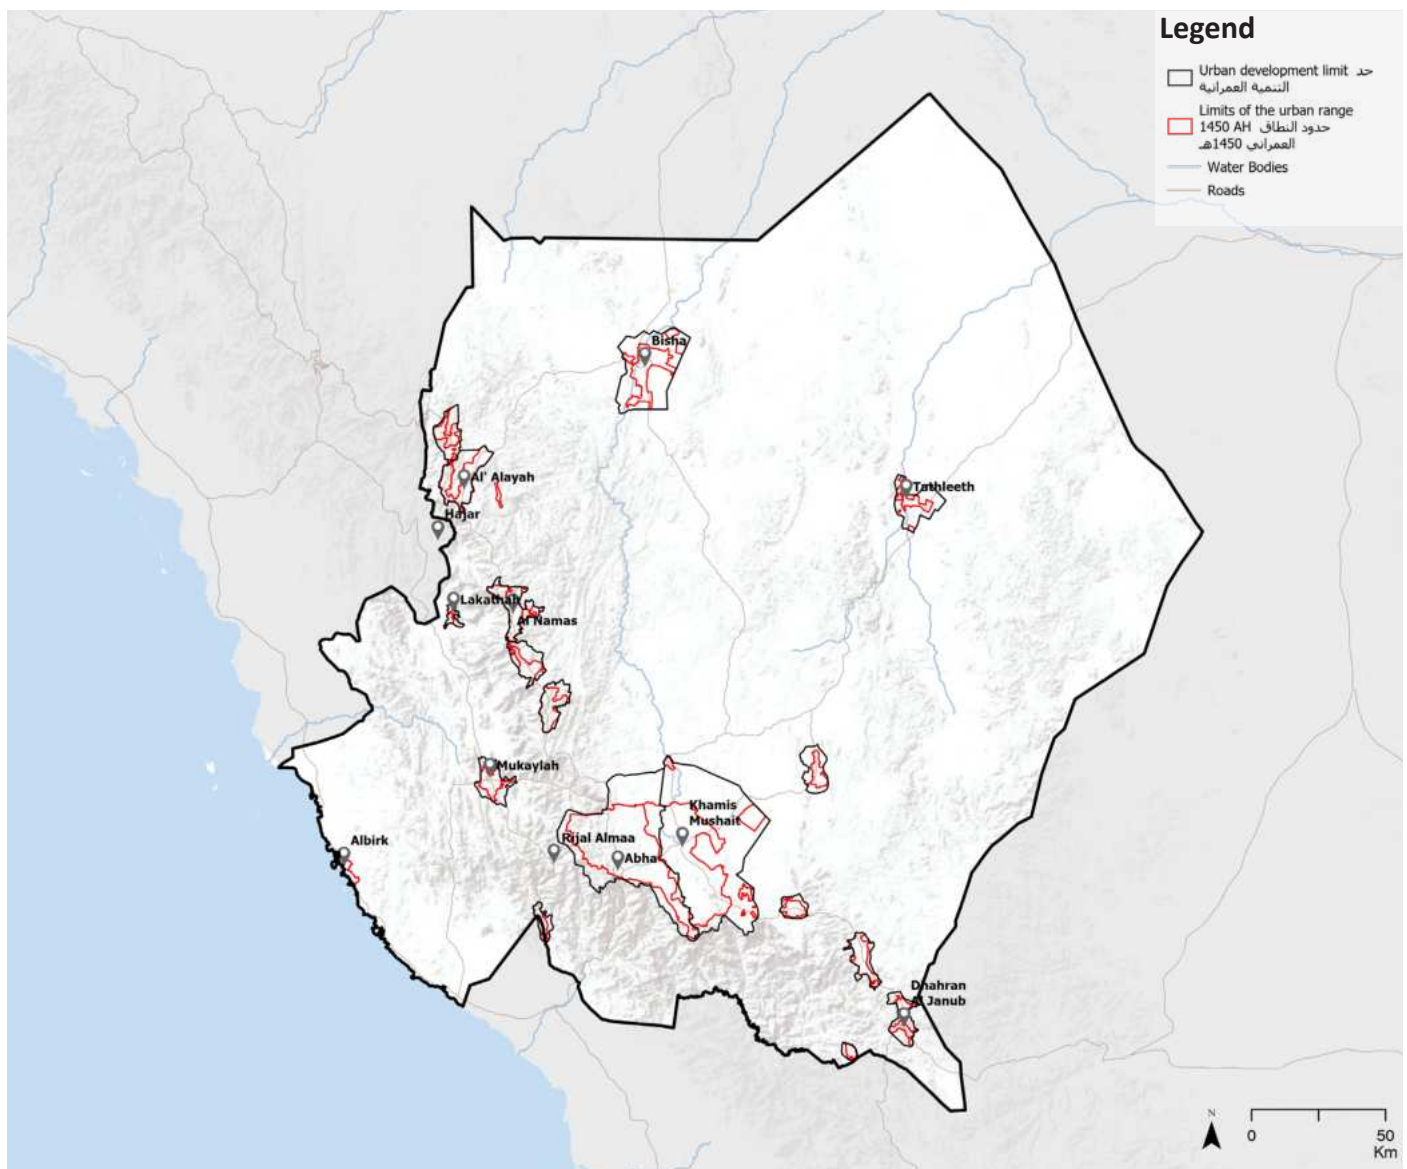 Legend
Urban development limit حد
التنمية العمرانية
Limits of the urban range
1450 AH حدود النطاق
العمراني 1450هـ
Water Bodies
Roads
Bisha
Al' Alayah
Tathleeth
Hajar
Lakathah
Al Namas
Mukaylah
Khamis
Mushait
Albirk
Rijal Almaa
Abha
Dhahran
Al Janub
N
0 50
Km